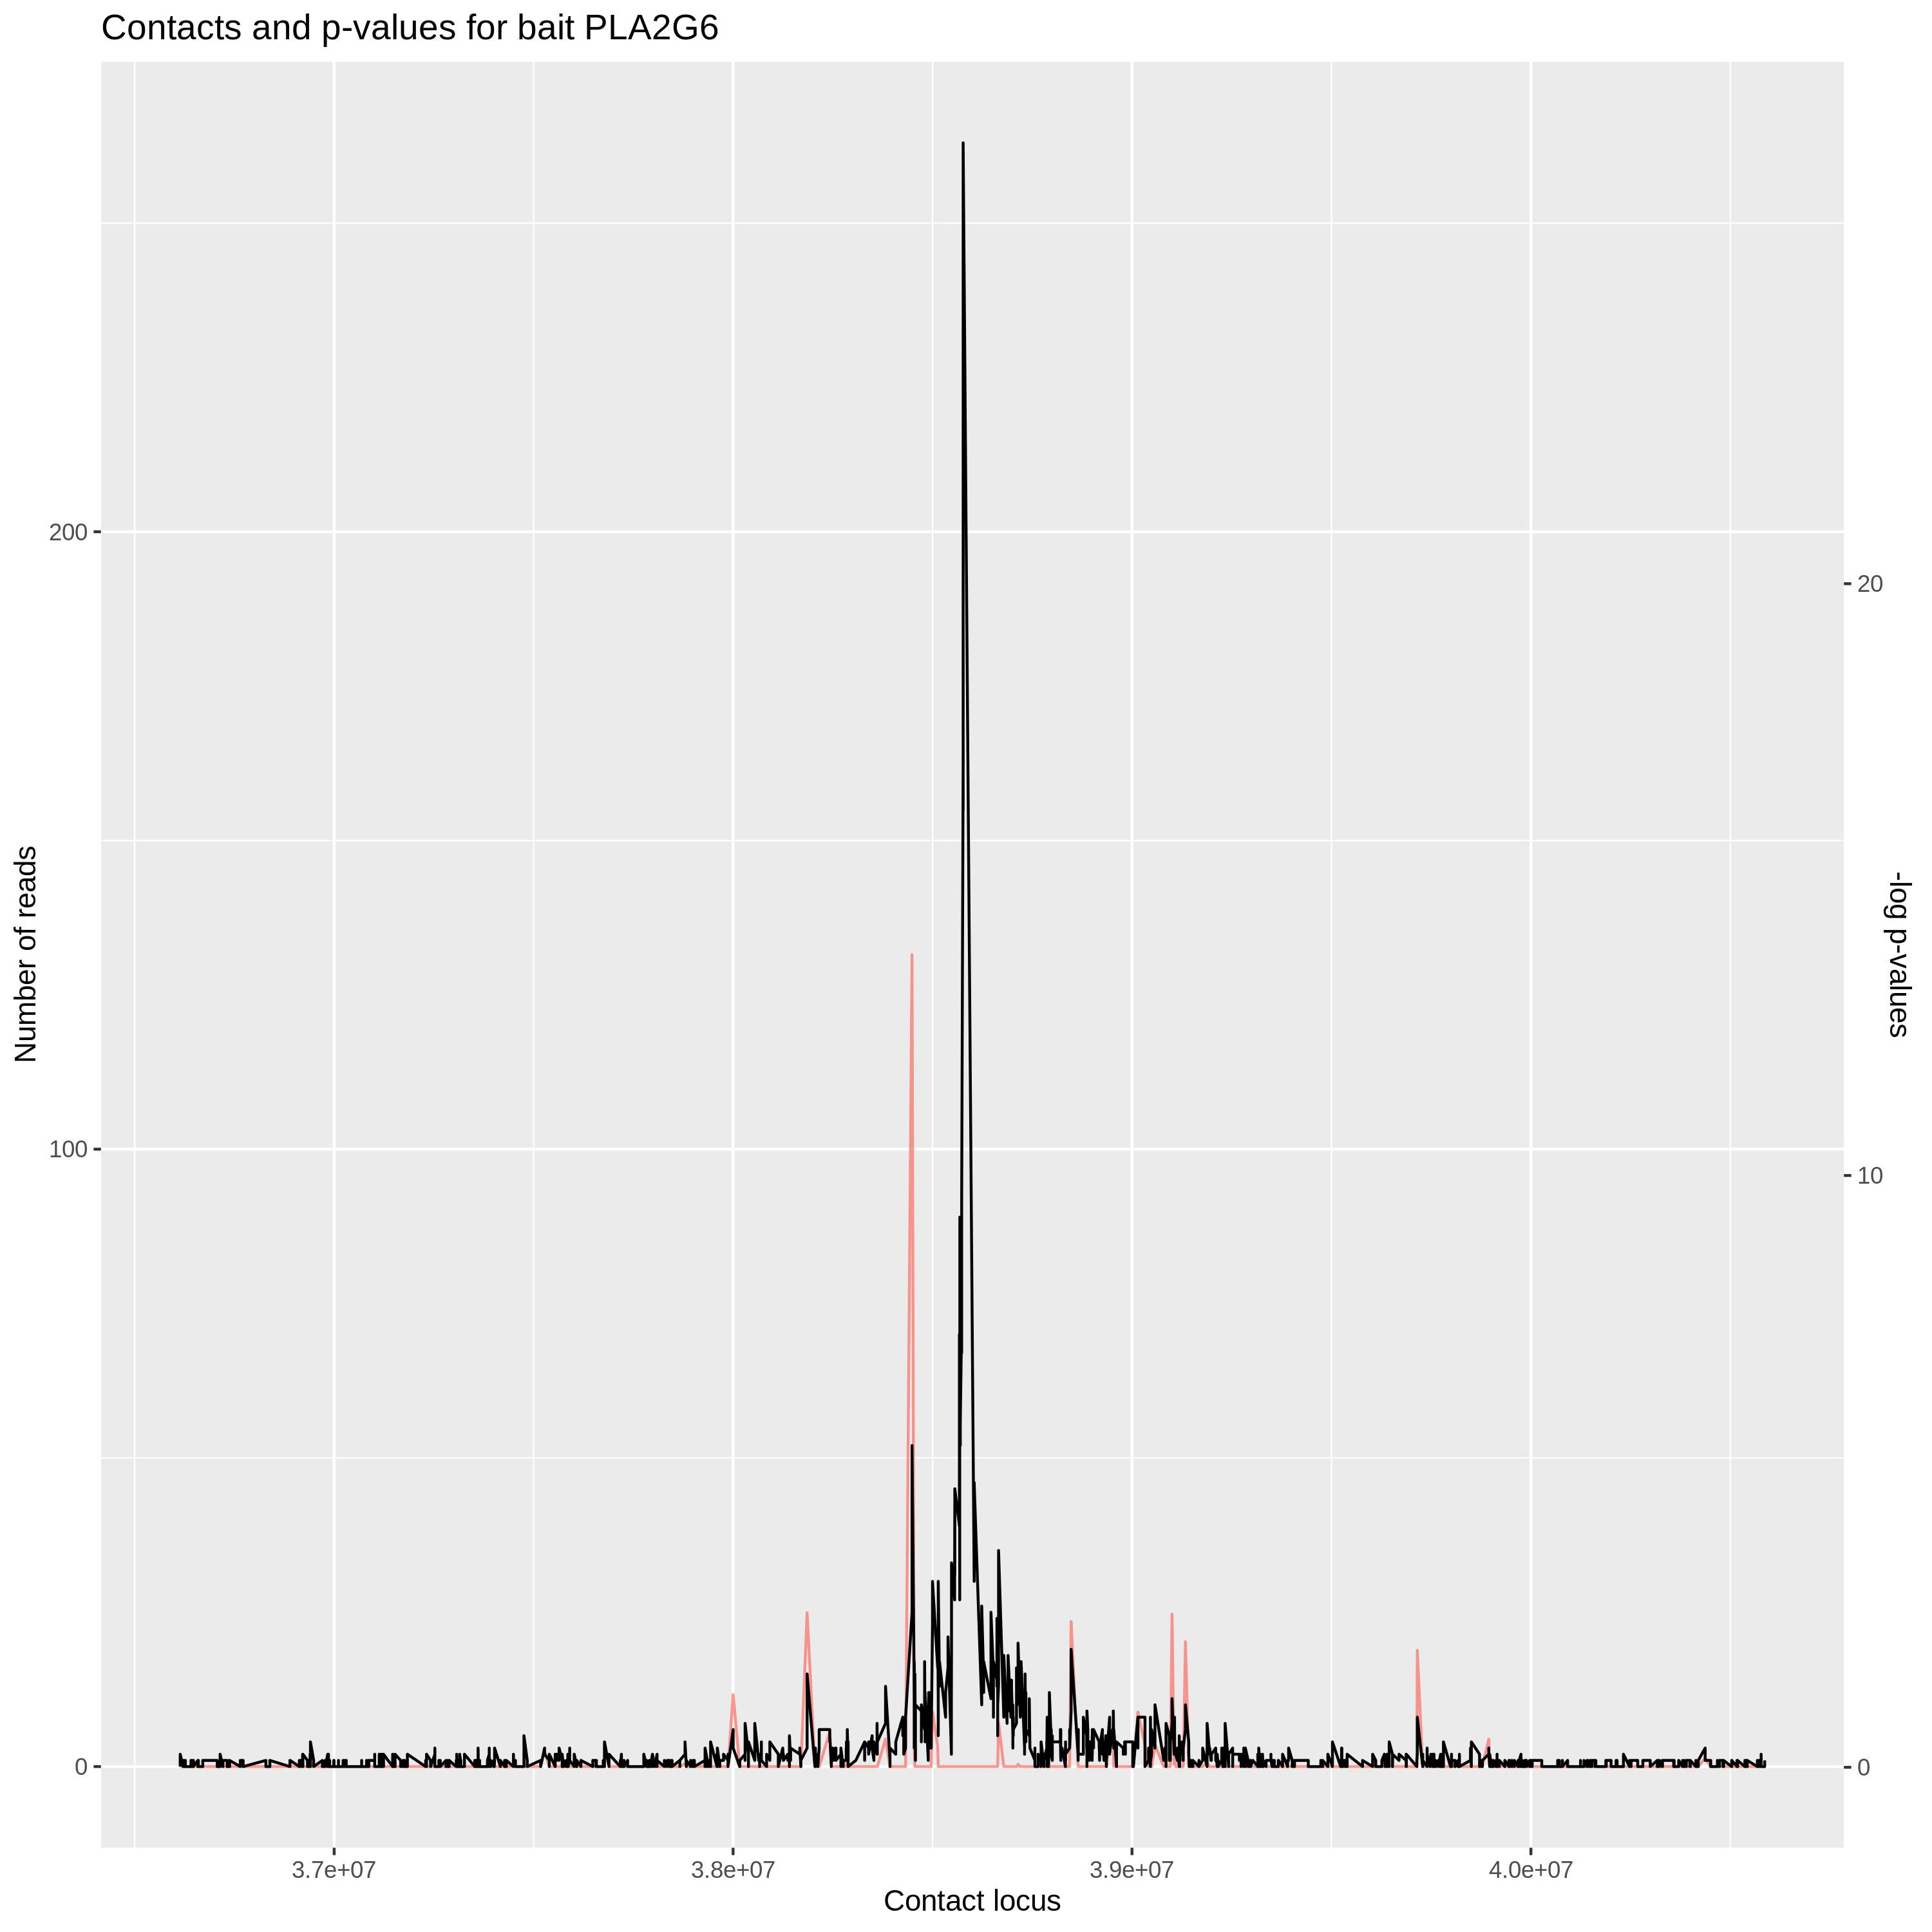 Contacts and p-values for bait PLA2G6
Number of reads
200
100
0
20
10
0
-log p-values
3.7e+07
3.8e+07
3.9e+07
4.0e+07
Contact locus